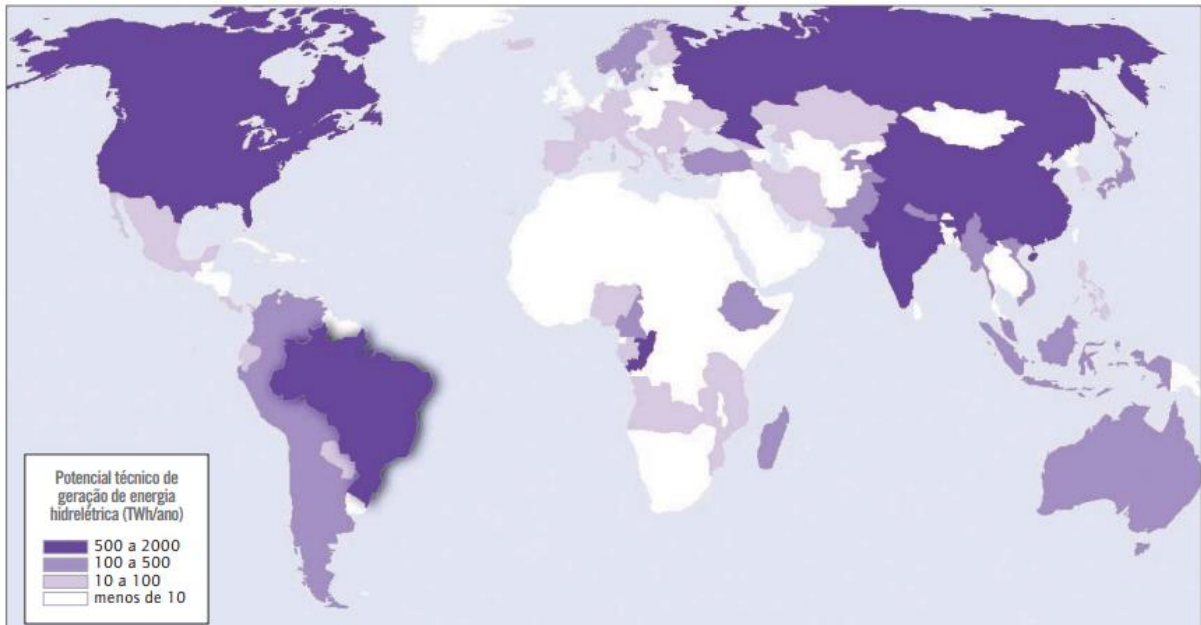 Potencial técnico de
geração de energia
hidrelétrica (TWh/ano)
500 a 2000
100 a 500
10 a 100
menos de 10